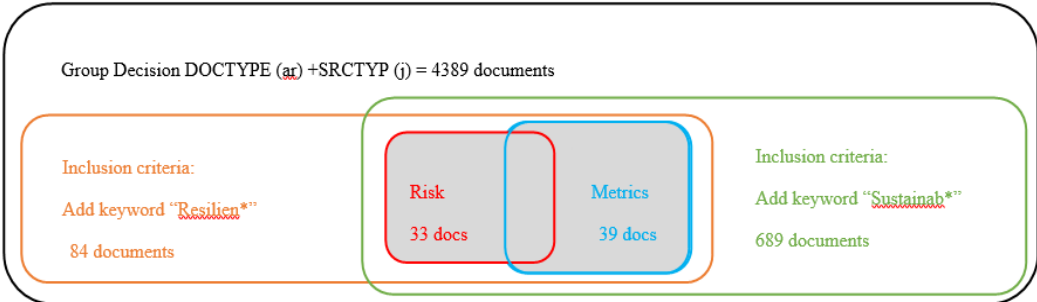 Group Decision DOCTYPE (ar) +SRCTYP (j) = 4389 documents
Inclusion criteria:
Add keyword “Resilien*”
84 documents
Risk
33 docs
Metrics
39 docs
Inclusion criteria:
Add keyword “Sustainab*”
689 documents